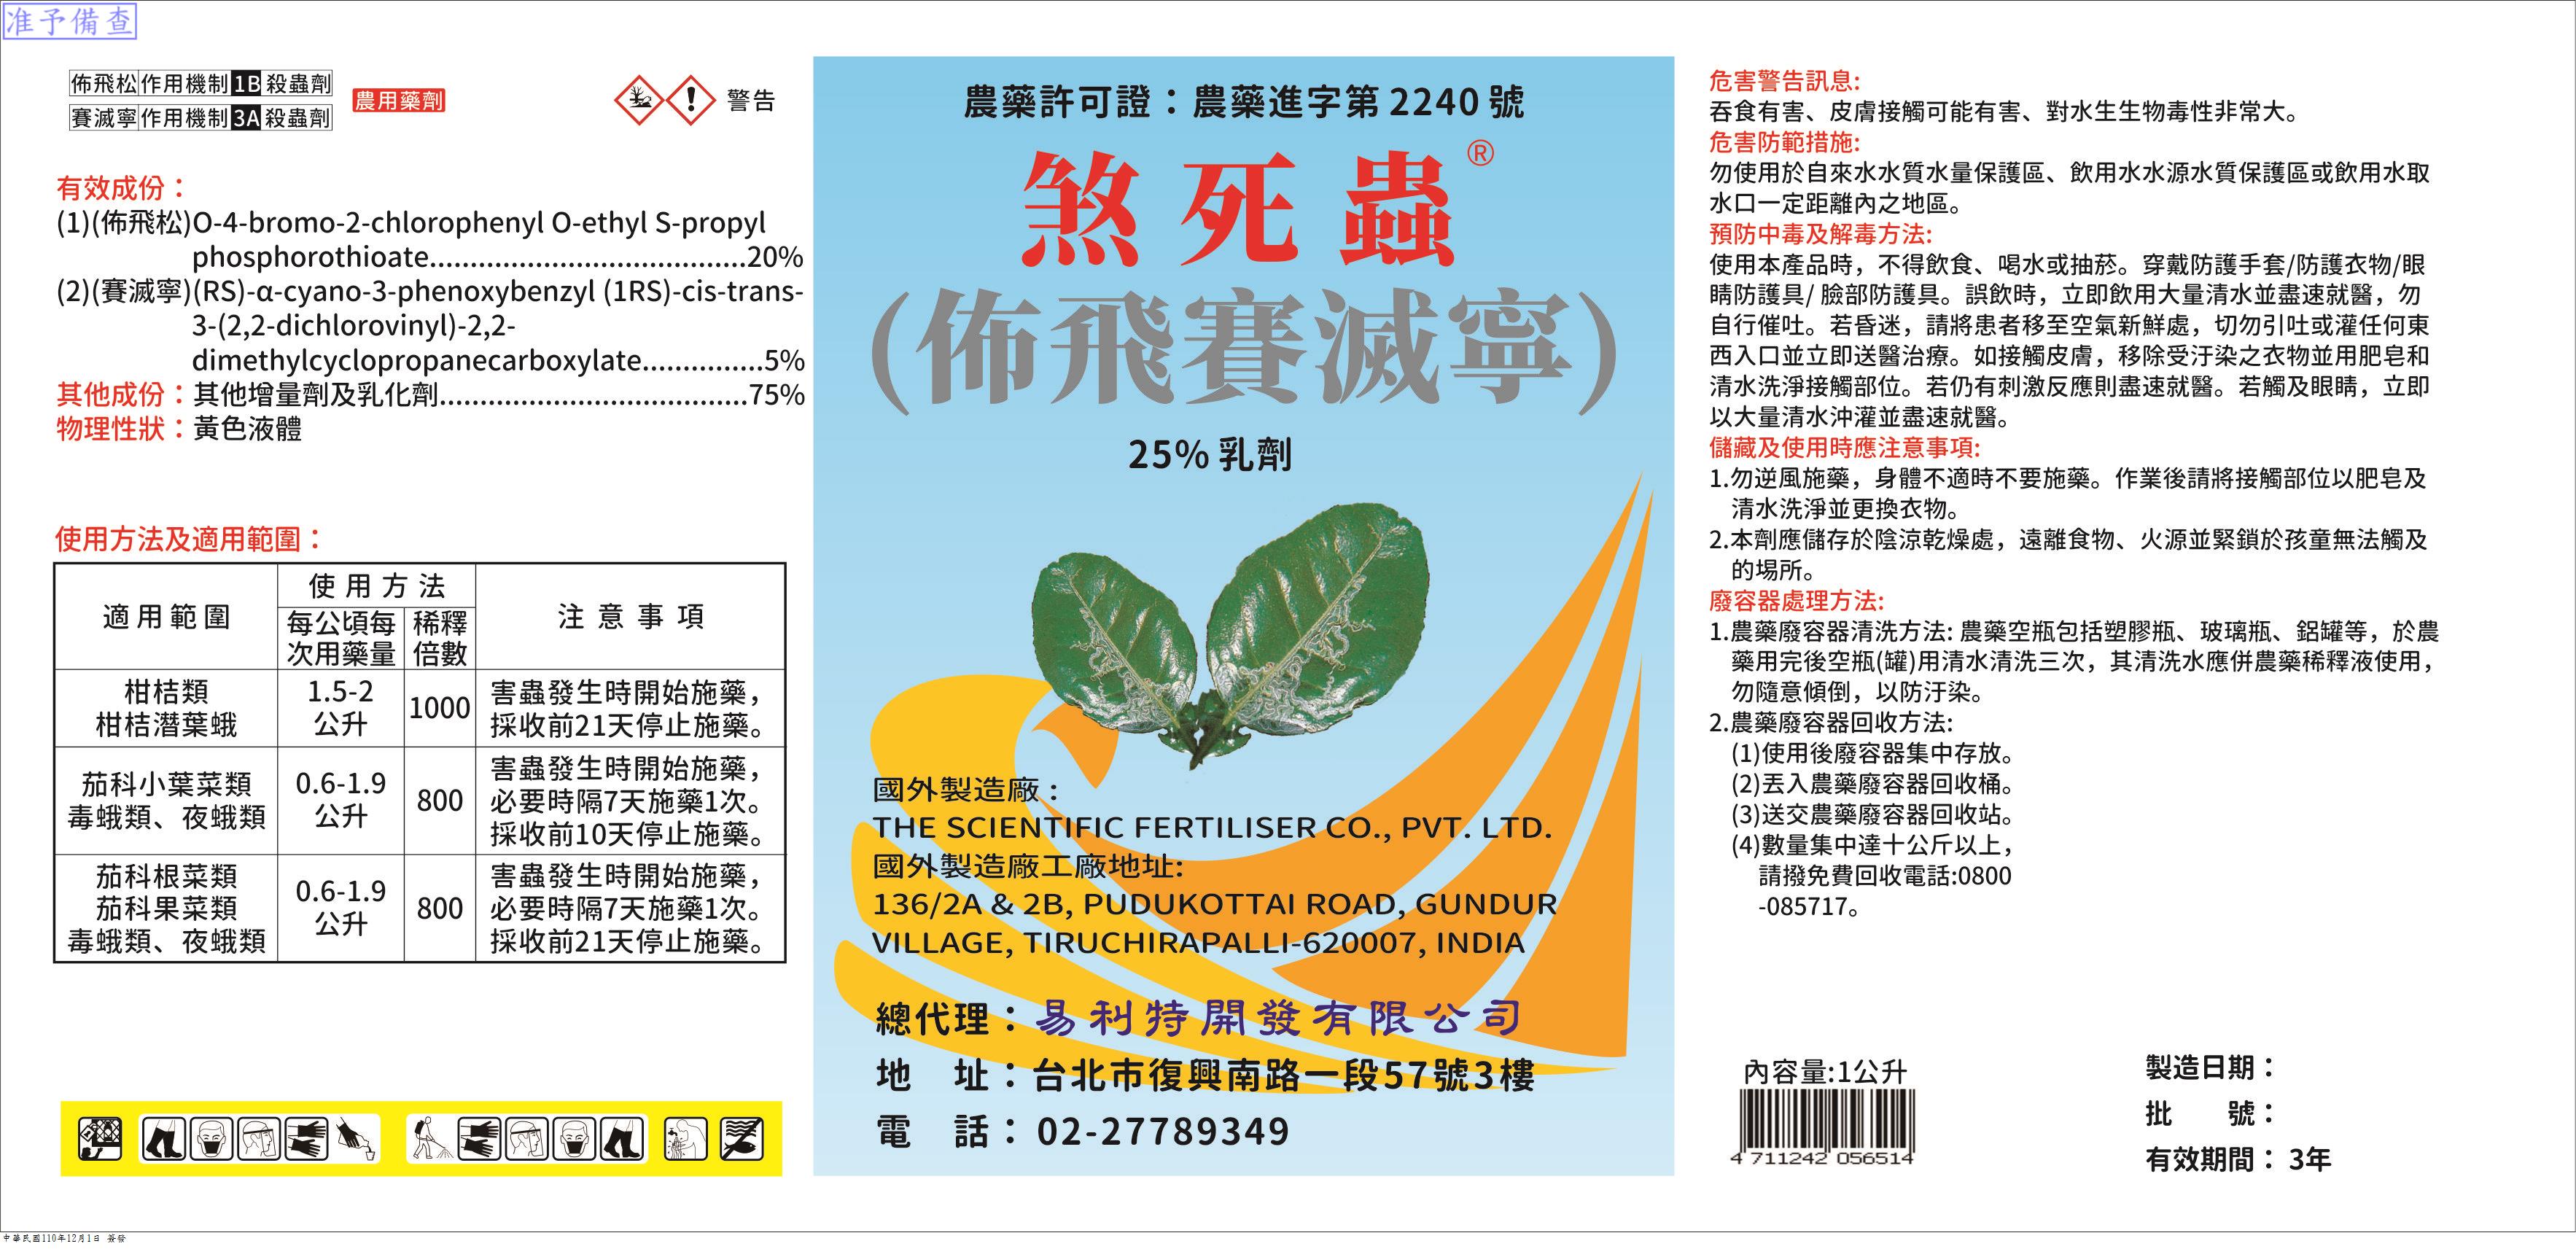 准予備查
佈飛松 作用機制 1B 殺蟲劑
賽滅寧 作用機制 3A 殺蟲劑
農用藥劑
警告
有效成份：
(1)(佈飛松)O-4-bromo-2-chlorophenyl O-ethyl S-propyl
phosphorothioate.......................................20%
(2)(賽滅寧)(RS)-α-cyano-3-phenoxybenzyl (1RS)-cis-trans-
3-(2,2-dichlorovinyl)-2,2-
dimethylcyclopropanecarboxylate...............5%
其他成份：其他增量劑及乳化劑......................................75%
物理性狀：黃色液體
使用方法及適用範圍：
適用範圍
使用方法
每公頃每
次用藥量
稀釋
倍數
注意事項
柑桔類
柑桔潛葉蛾
1.5-2
公升
1000
害蟲發生時開始施藥，
採收前21天停止施藥。
茄科小葉菜類
毒蛾類、夜蛾類
0.6-1.9
公升
800
害蟲發生時開始施藥，
必要時隔7天施藥1次。
採收前10天停止施藥。
茄科根菜類
茄科果菜類
毒蛾類、夜蛾類
0.6-1.9
公升
800
害蟲發生時開始施藥，
必要時隔7天施藥1次。
採收前21天停止施藥。
農藥許可證：農藥進字第 2240 號
煞死蟲®
(佈飛賽滅寧)
25% 乳劑
國外製造廠：
THE SCIENTIFIC FERTILISER CO., PVT. LTD.
國外製造廠工廠地址:
136/2A & 2B, PUDUKOTTAI ROAD, GUNDUR
VILLAGE, TIRUCHIRAPALLI-620007, INDIA
總代理：易利特開發有限公司
地　址：台北市復興南路一段57號3樓
電　話：02-27789349
危害警告訊息:
吞食有害、皮膚接觸可能有害、對水生生物毒性非常大。
危害防範措施:
勿使用於自來水水質水量保護區、飲用水水源水質保護區或飲用水取
水口一定距離內之地區。
預防中毒及解毒方法:
使用本產品時，不得飲食、喝水或抽菸。穿戴防護手套/防護衣物/眼
睛防護具/ 臉部防護具。誤飲時，立即飲用大量清水並盡速就醫，勿
自行催吐。若昏迷，請將患者移至空氣新鮮處，切勿引吐或灌任何東
西入口並立即送醫治療。如接觸皮膚，移除受汙染之衣物並用肥皂和
清水洗淨接觸部位。若仍有刺激反應則盡速就醫。若觸及眼睛，立即
以大量清水沖灌並盡速就醫。
儲藏及使用時應注意事項:
1.勿逆風施藥，身體不適時不要施藥。作業後請將接觸部位以肥皂及
清水洗淨並更換衣物。
2.本劑應儲存於陰涼乾燥處，遠離食物、火源並緊鎖於孩童無法觸及
的場所。
廢容器處理方法:
1.農藥廢容器清洗方法: 農藥空瓶包括塑膠瓶、玻璃瓶、鋁罐等，於農
藥用完後空瓶(罐)用清水清洗三次，其清洗水應併農藥稀釋液使用，
勿隨意傾倒，以防汙染。
2.農藥廢容器回收方法:
(1)使用後廢容器集中存放。
(2)丟入農藥廢容器回收桶。
(3)送交農藥廢容器回收站。
(4)數量集中達十公斤以上，
請撥免費回收電話:0800
-085717。
內容量:1公升
4 711242 056514
製造日期：
批　　號：
有效期間： 3年
中華民國110年12月1日 簽發